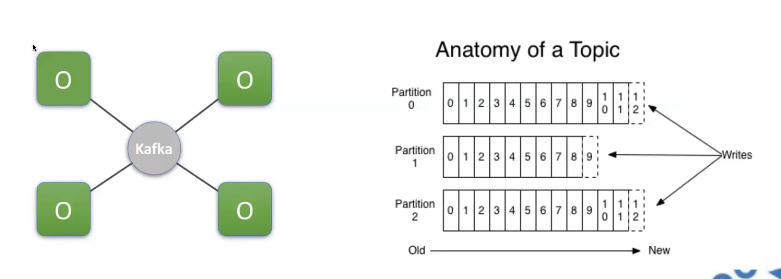 O
O
Kafka
O
O
Anatomy of a Topic
Partition
0
0 1 2 3 4 5 6 7 8 9 10 11 12
Partition
1
0 1 2 3 4 5 6 7 8 9
Writes
Partition
2
0 1 2 3 4 5 6 7 8 9 10 11 12
Old
New